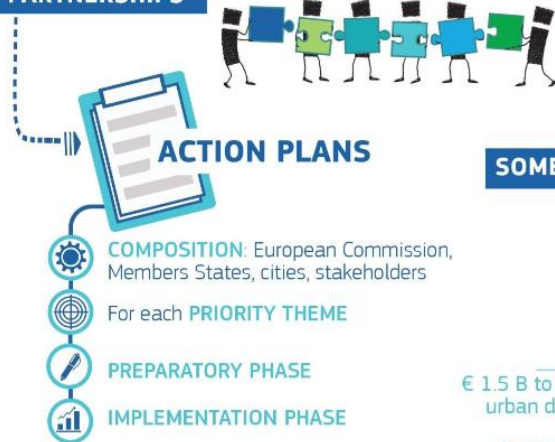 PARTNERSHIPS
ACTION PLANS
SOME
COMPOSITION: European Commission,
Members States, cities, stakeholders
For each PRIORITY THEME
PREPARATORY PHASE
€ 1.5 B to
urban d
IMPLEMENTATION PHASE